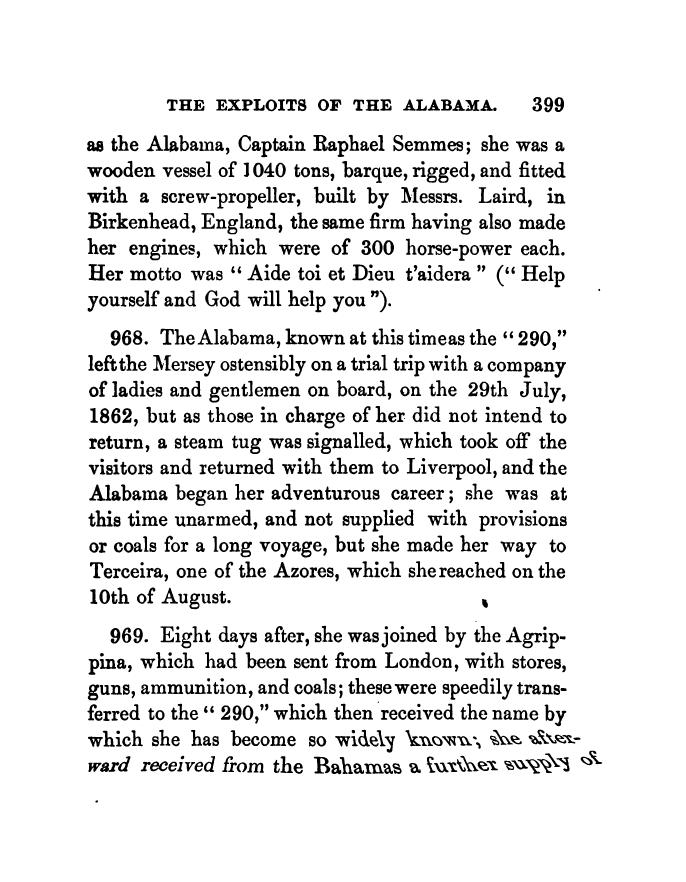 THE EXPLOITS OF THE ALABAMA. 399
as the Alabama, Captain Raphael Semmes; she was a
wooden vessel of 1040 tons, barque, rigged, and fitted
with a screw-propeller, built by Messrs. Laird, in
Birkenhead, England, the same firm having also made
her engines, which were of 300 horse-power each.
Her motto was “ Aide toi et Dieu t'aidera ” (“ Help
yourself and God will help you ”).
968. The Alabama, known at this time as the “ 290,”
left the Mersey ostensibly on a trial trip with a company
of ladies and gentlemen on board, on the 29th July,
1862, but as those in charge of her did not intend to
return, a steam tug was signalled, which took off the
visitors and returned with them to Liverpool, and the
Alabama began her adventurous career; she was at
this time unarmed, and not supplied with provisions
or coals for a long voyage, but she made her way to
Terceira, one of the Azores, which she reached on the
10th of August.
969. Eight days after, she was joined by the Agrip-
pina, which had been sent from London, with stores,
guns, ammunition, and coals; these were speedily trans-
ferred to the “ 290,” which then received the name by
which she has become so widely known; she after-
ward received from the Bahamas a further supply of